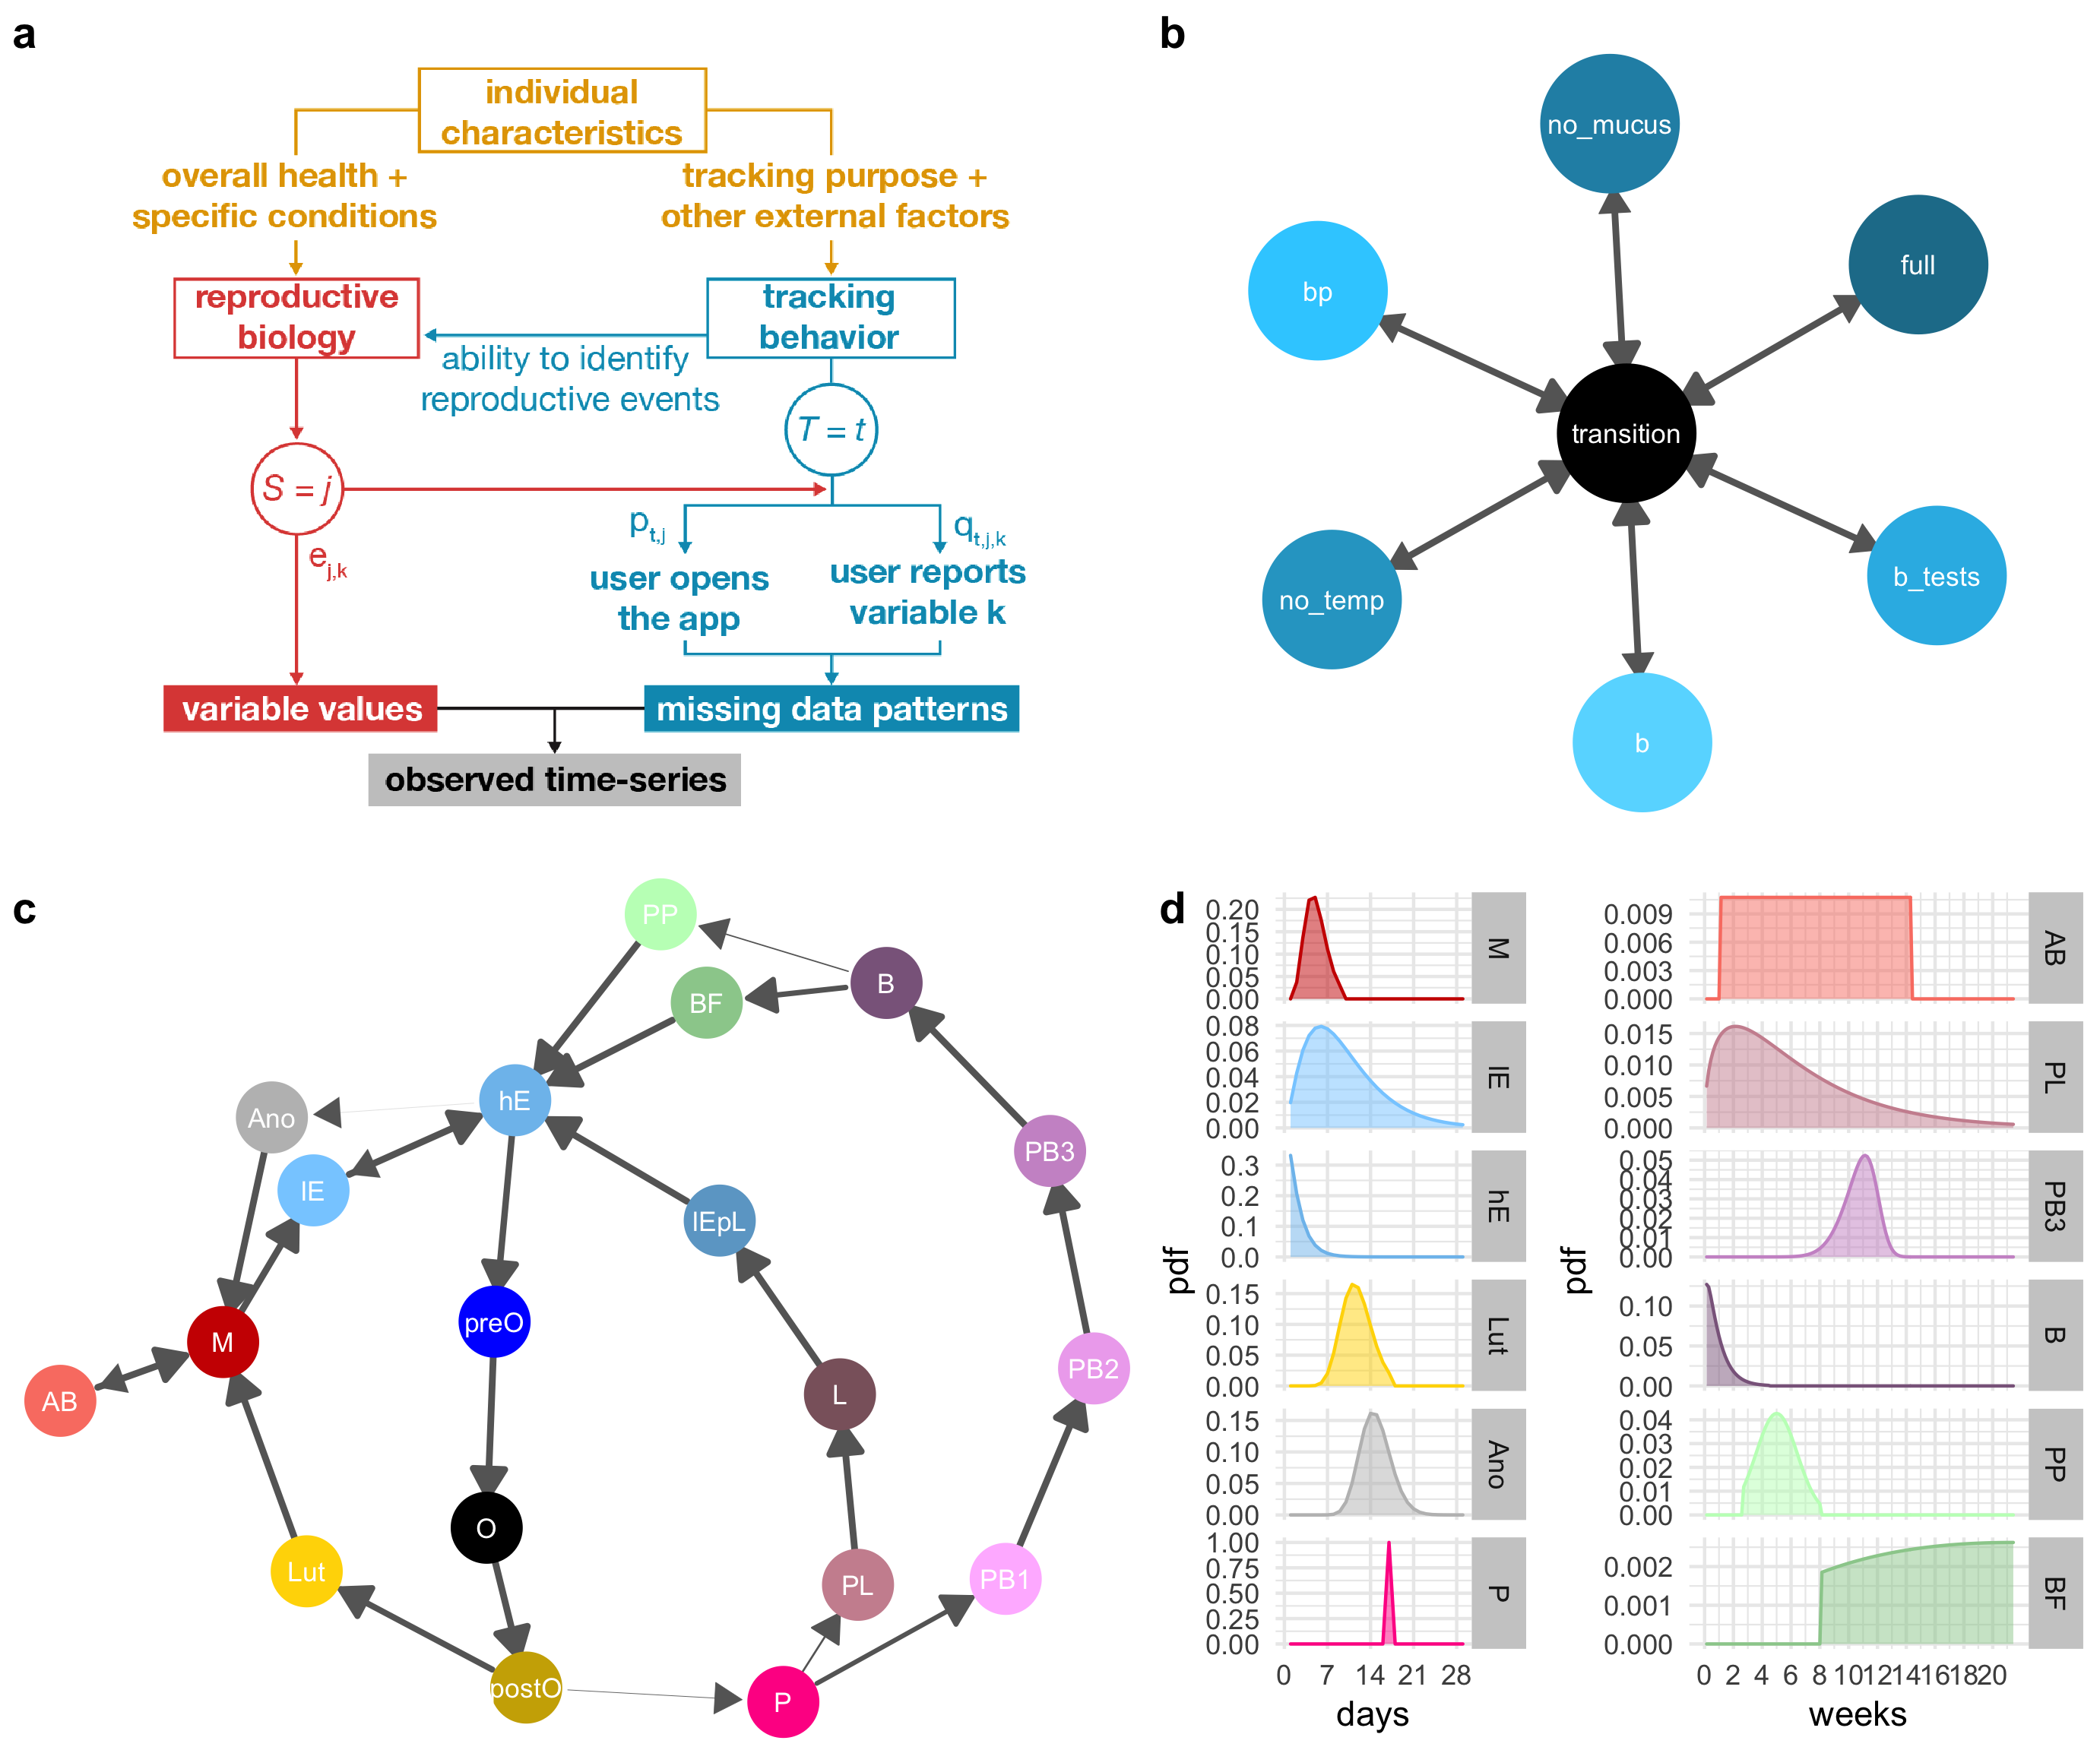 a
individual
characteristics
overall health +
specific conditions
tracking purpose +
other external factors
reproductive
biology
tracking
behavior
ability to identify
reproductive events
T = t
S = j
p t,j
q t,j,k
e j,k
user opens
the app
user reports
variable k
variable values
missing data patterns
observed time-series
b
no_mucus
full
bp
transition
no_temp
b_tests
b
c
PP
B
BF
hE
Ano
lE
PB3
lEpL
preO
M
AB
L
PB2
O
Lut
PL
PB1
postO
P
d
pdf
0.20
0.15
0.10
0.05
0.00
M
0.08
0.06
0.04
0.02
0.00
lE
0.3
0.2
0.1
0.0
hE
0.15
0.10
0.05
0.00
Lut
0.15
0.10
0.05
0.00
Ano
1.00
0.75
0.50
0.25
0.00
P
0 7 14 21 28
days
pdf
0.009
0.006
0.003
0.000
AB
0.015
0.010
0.005
0.000
PL
0.05
0.04
0.03
0.02
0.01
0.00
PB3
0.10
0.05
0.00
B
0.04
0.03
0.02
0.01
0.00
PP
0.002
0.001
0.000
BF
0 2 4 6 8 10 12 14 16 18 20
weeks